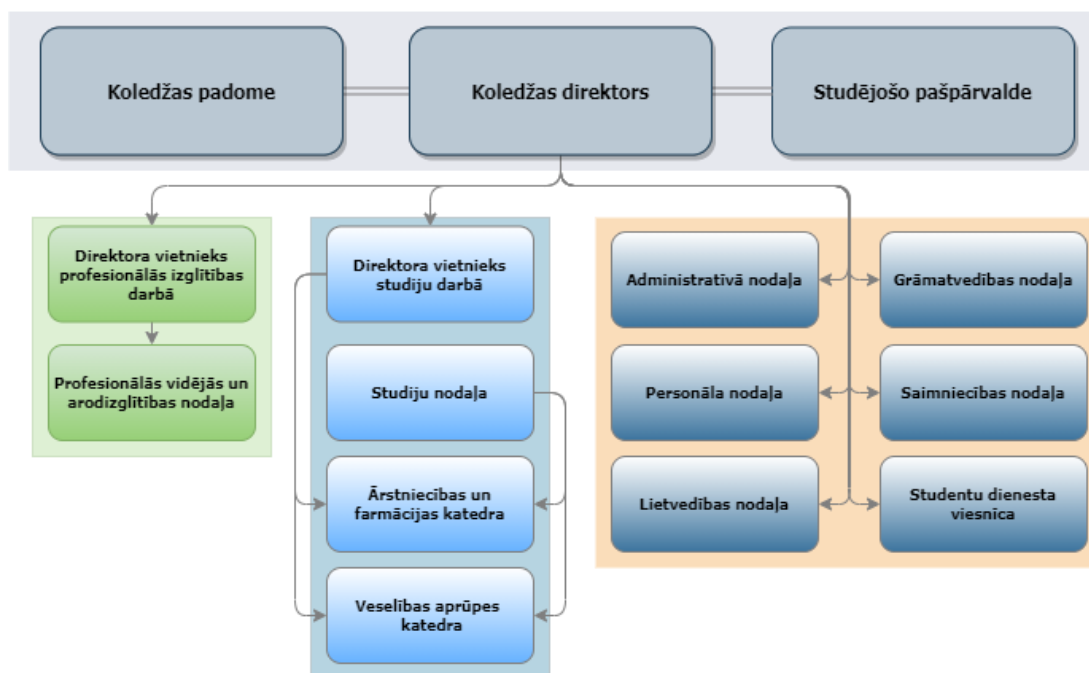 Koledžas padome
Koledžas direktors
Studējošo pašpārvalde
Direktora vietnieks
profesionālās izglītības
darbā
Profesionālās vidējās un
arodizglītības nodaļa
Direktora vietnieks
studiju darbā
Studiju nodaļa
Ārstniecības un
farmācijas katedra
Veselības aprūpes
katedra
Administratīvā nodaļa
Grāmatvedības nodaļa
Personāla nodaļa
Saimniecības nodaļa
Lietvedības nodaļa
Studentu dienesta
viesnīca